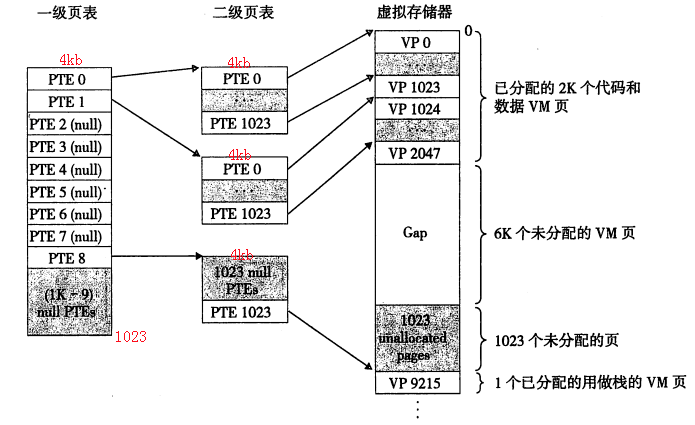 一级页表
二级页表
虚拟存储器
4kb
PTE 0
PTE 1
PTE 2 (null)
PTE 3 (null)
PTE 4 (null)
PTE 5 (null)
PTE 6 (null)
PTE 7 (null)
PTE 8
(1K - 9)
null PTEs
1023
4kb
PTE 0
...
PTE 1023
4kb
PTE 0
...
PTE 1023
4kb
1023 null
PTEs
PTE 1023
0
VP 0
...
VP 1023
VP 1024
...
VP 2047
Gap
1023
unallocated
pages
VP 9215
⋮
已分配的 2K 个代码和
数据 VM 页
6K 个未分配的 VM 页
1023 个未分配的页
1 个已分配的用做栈的 VM 页